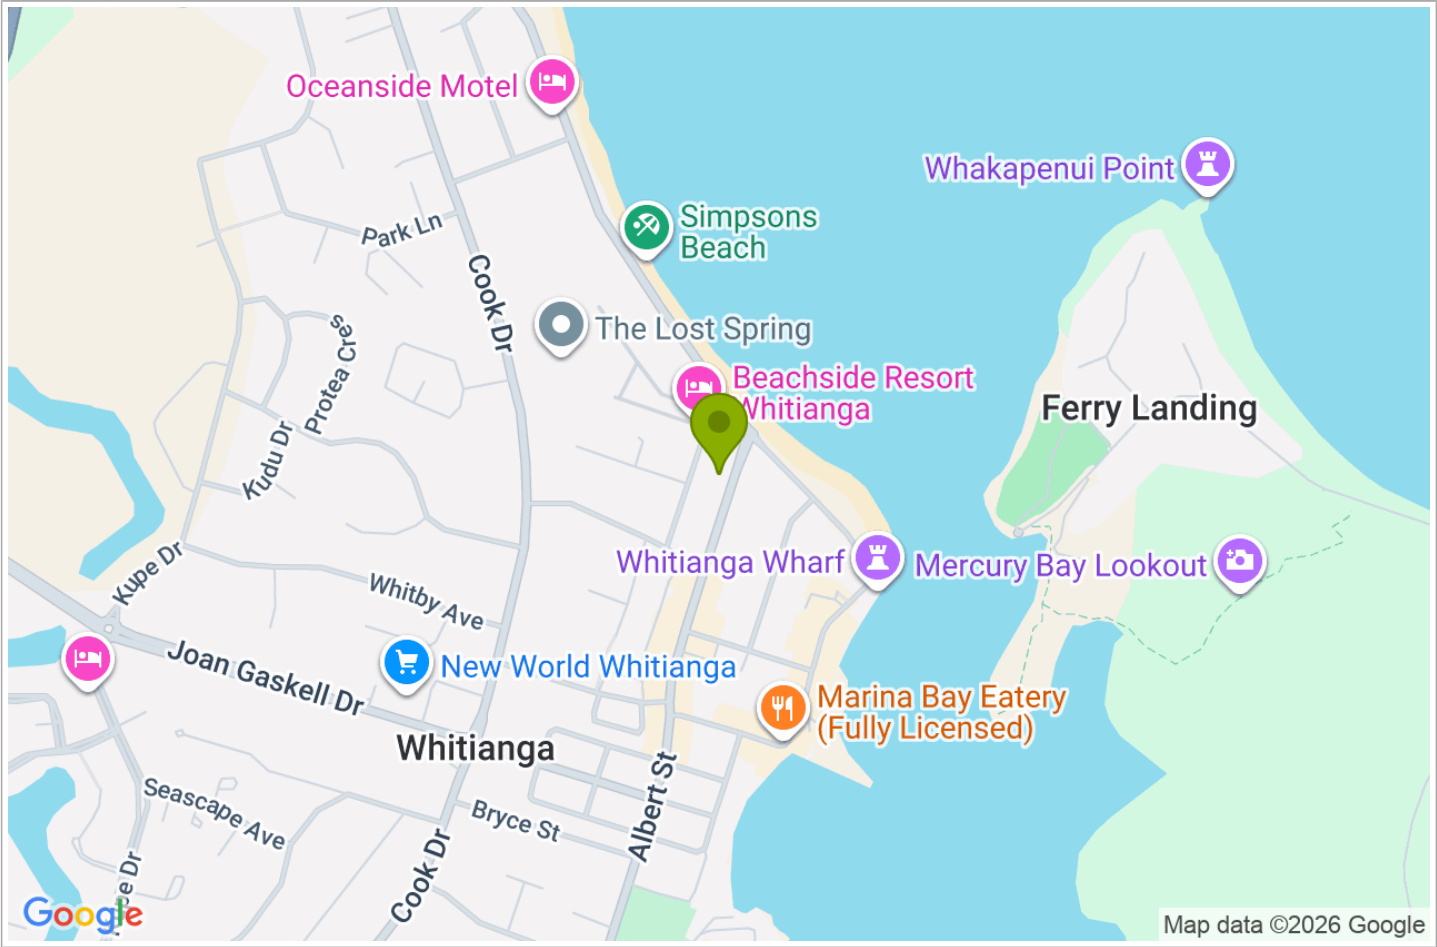 Oceanside Motel
Whakapenui Point
Simpsons
Beach
Park Ln
Cook Dr
The Lost Spring
Protea Cres
Beachside Resort
Whitianga
Ferry Landing
Kudu Dr
Whitianga Wharf
Mercury Bay Lookout
Kupe Dr
Whitby Ave
Joan Gaskell Dr
New World Whitianga
Marina Bay Eatery
(Fully Licensed)
Whitianga
Seascape Ave
Bryce St
Albert St
Cook Dr
Google
Map data ©2026 Google